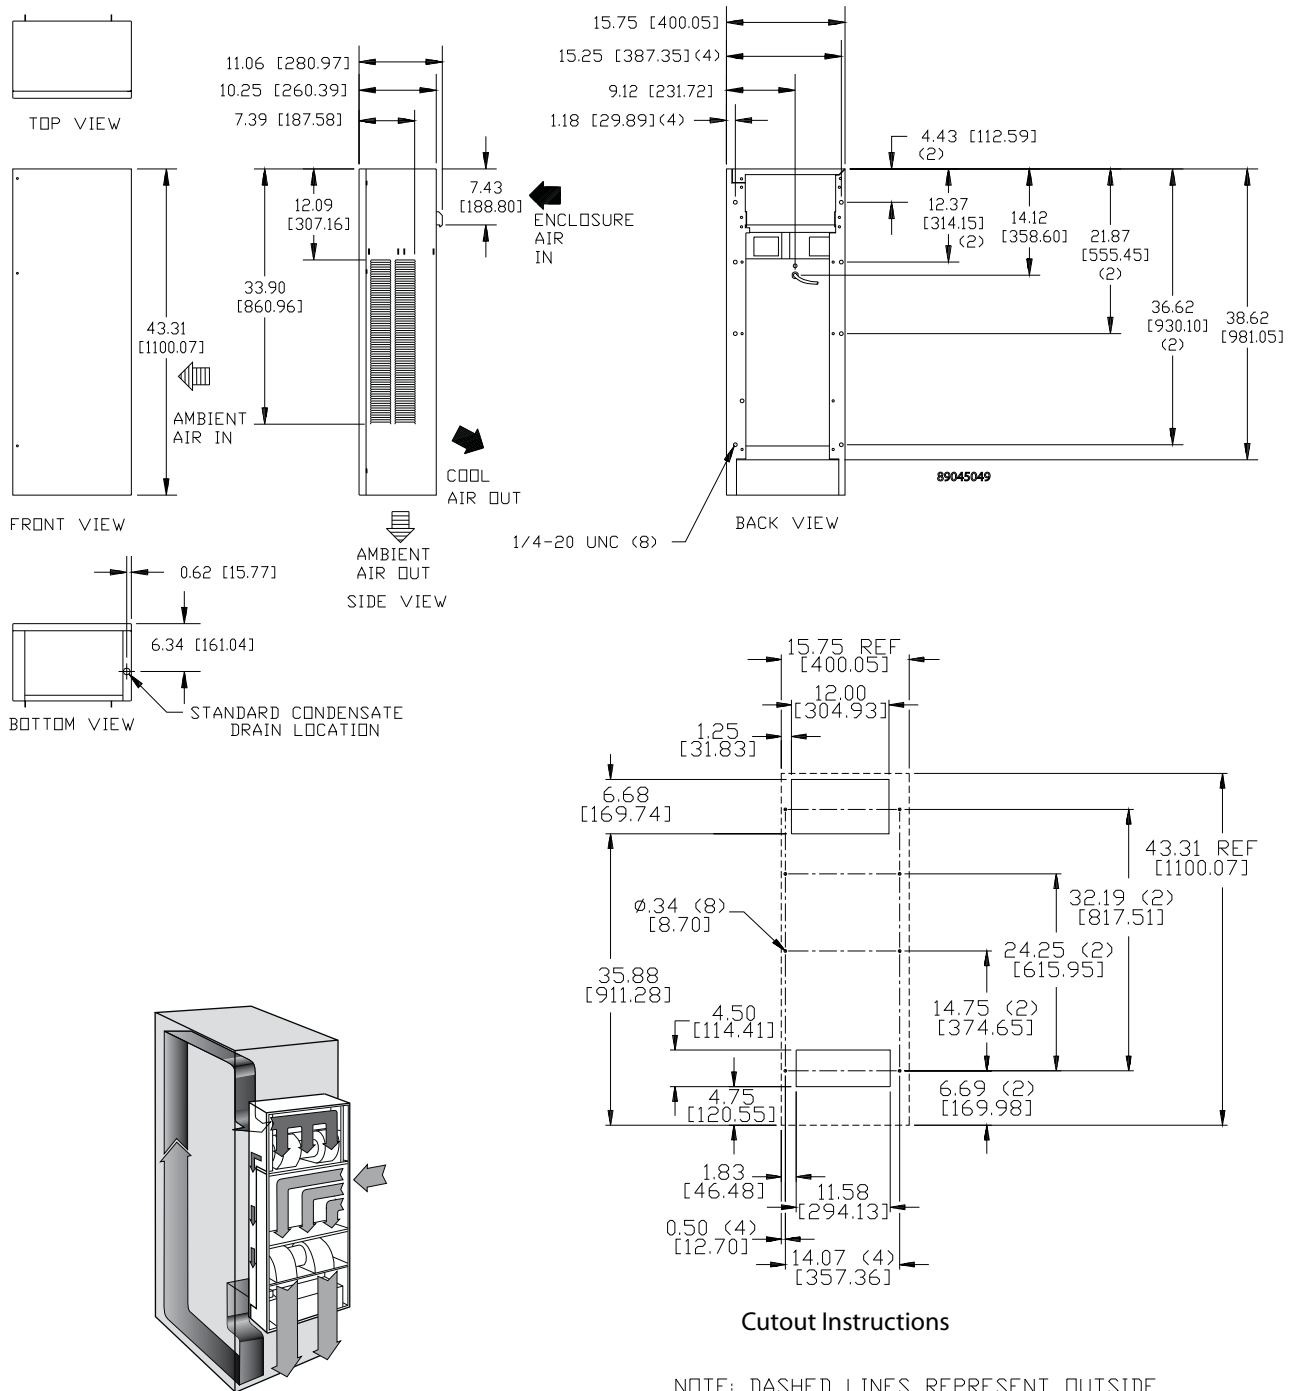 TOP VIEW
11.06 [280.97]
10.25 [260.39]
7.39 [187.58]
12.09
[307.16]
7.43
[188.80]
ENCLOSURE
AIR
IN
33.90
[860.96]
43.31
[1100.07]
AMBIENT
AIR IN
COOL
AIR OUT
FRONT VIEW
AMBIENT
AIR OUT
SIDE VIEW
15.75 [400.05]
15.25 [387.35](4)
9.12 [231.72]
1.18 [29.89](4)
4.43 [112.59]
(2)
12.37
[314.15]
(2)
14.12
[358.60]
21.87
[555.45]
(2)
36.62
[930.10]
(2)
38.62
[981.05]
89045049
BACK VIEW
1/4-20 UNC (8)
0.62 [15.77]
6.34 [161.04]
BOTTOM VIEW
STANDARD CONDENSATE
DRAIN LOCATION
15.75 REF
[400.05]
12.00
[304.93]
1.25
[31.83]
6.68
[169.74]
43.31 REF
[1100.07]
32.19 (2)
[817.51]
Ø.34 (8)
[8.70]
24.25 (2)
[615.95]
35.88
[911.28]
14.75 (2)
[374.65]
4.50
[114.41]
4.75
[120.55]
6.69 (2)
[169.98]
1.83
[46.48]
11.58
[294.13]
0.50 (4)
[12.70]
14.07 (4)
[357.36]
Cutout Instructions
NOTE: DASHED LINES REPRESENT OUTSIDE